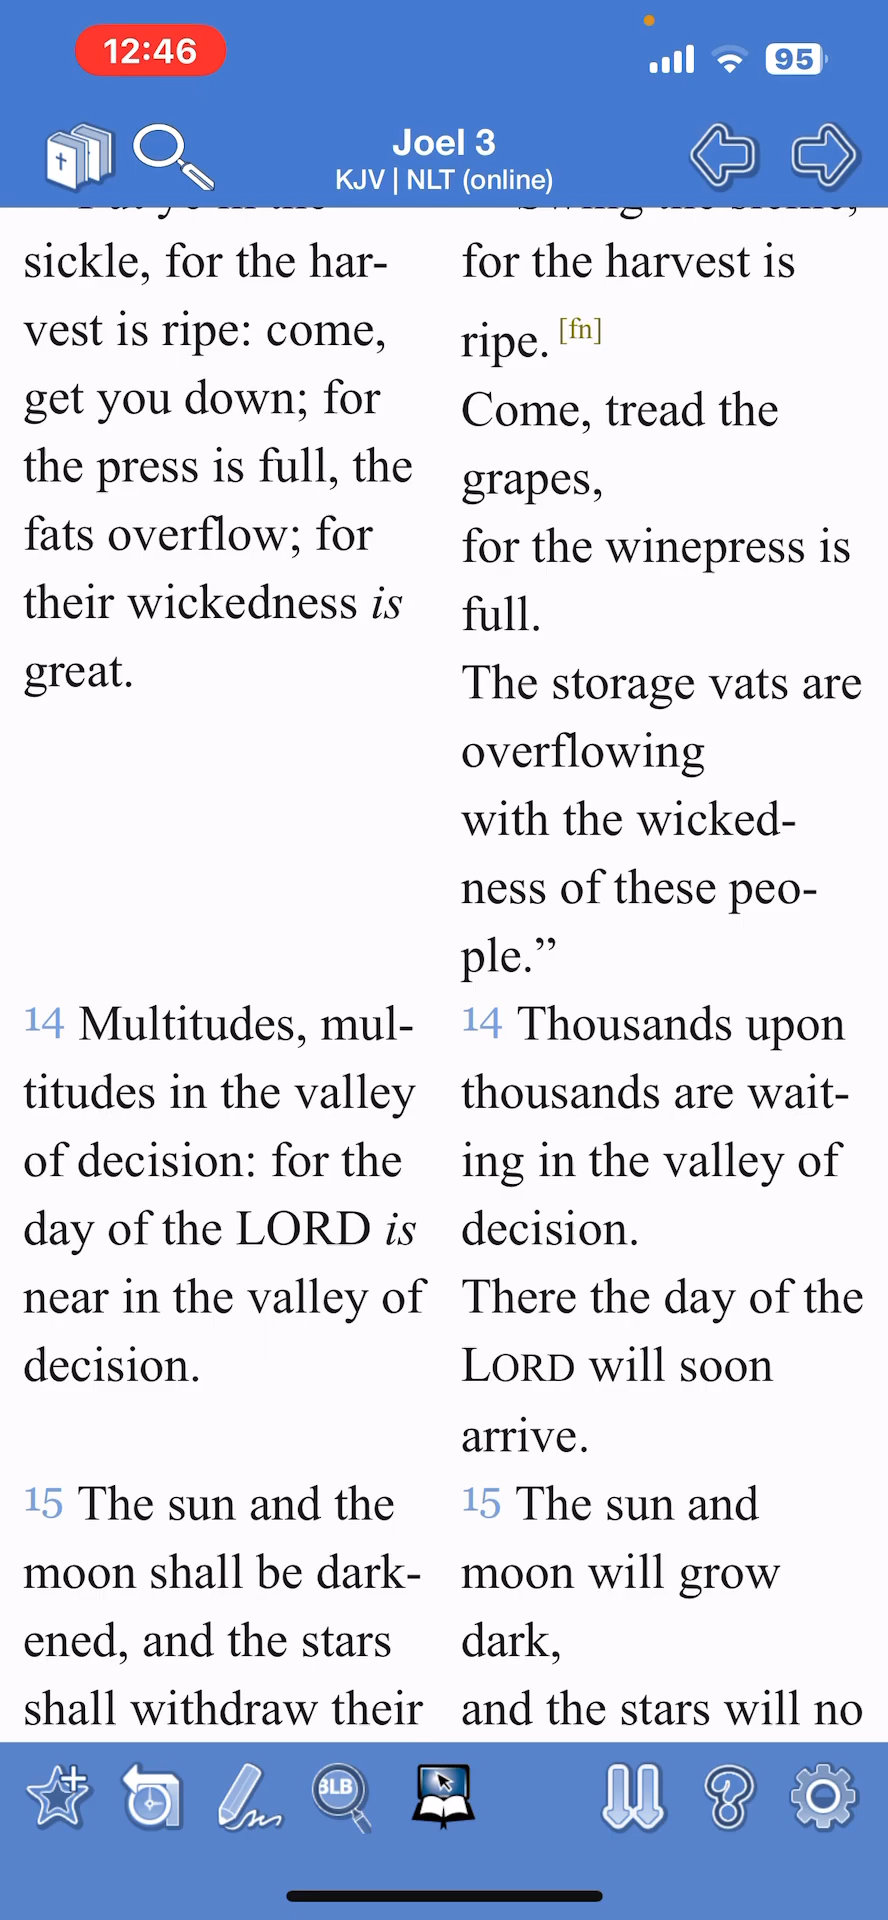 12:46
95
Joel 3
KJV | NLT (online)
sickle, for the har-
vest is ripe: come,
get you down; for
the press is full, the
fats overflow; for
their wickedness is
great.
14 Multitudes, mul-
titudes in the valley
of decision: for the
day of the LORD is
near in the valley of
decision.
15 The sun and the
moon shall be dark-
ened, and the stars
shall withdraw their
for the harvest is
ripe. [fn]
Come, tread the
grapes,
for the winepress is
full.
The storage vats are
overflowing
with the wicked-
ness of these peo-
ple.”
14 Thousands upon
thousands are wait-
ing in the valley of
decision.
There the day of the
LORD will soon
arrive.
15 The sun and
moon will grow
dark,
and the stars will no
BLB